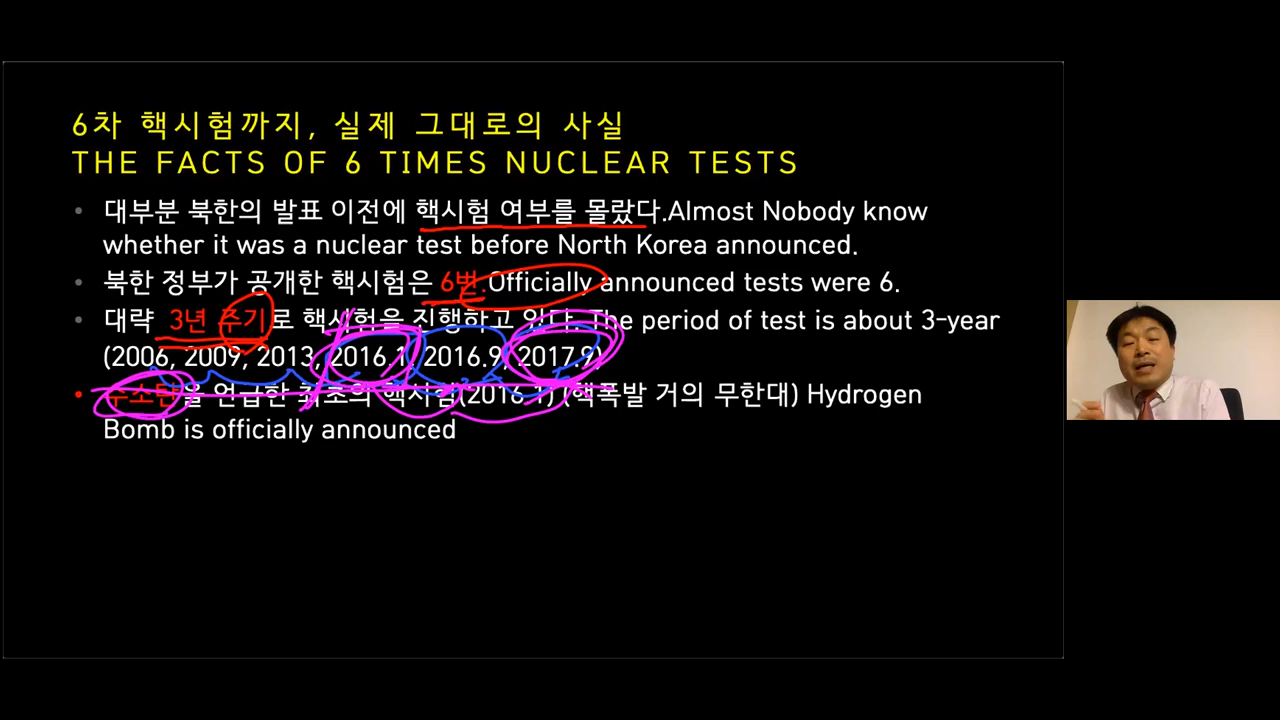 6차 핵시험까지, 실제 그대로의 사실
THE FACTS OF 6 TIMES NUCLEAR TESTS
• 대부분 북한의 발표 이전에 핵시험 여부를 몰랐다.Almost Nobody know
whether it was a nuclear test before North Korea announced.
• 북한 정부가 공개한 핵시험은 6번.Officially announced tests were 6.
• 대략 3년 주기로 핵시험을 진행하고 있다. The period of test is about 3-year
(2006, 2009, 2013, 2016.1, 2016.9, 2017.9)
• 수소탄을 언급한 최초의 핵시험(2016.1) (핵폭발 거의 무한대) Hydrogen
Bomb is officially announced